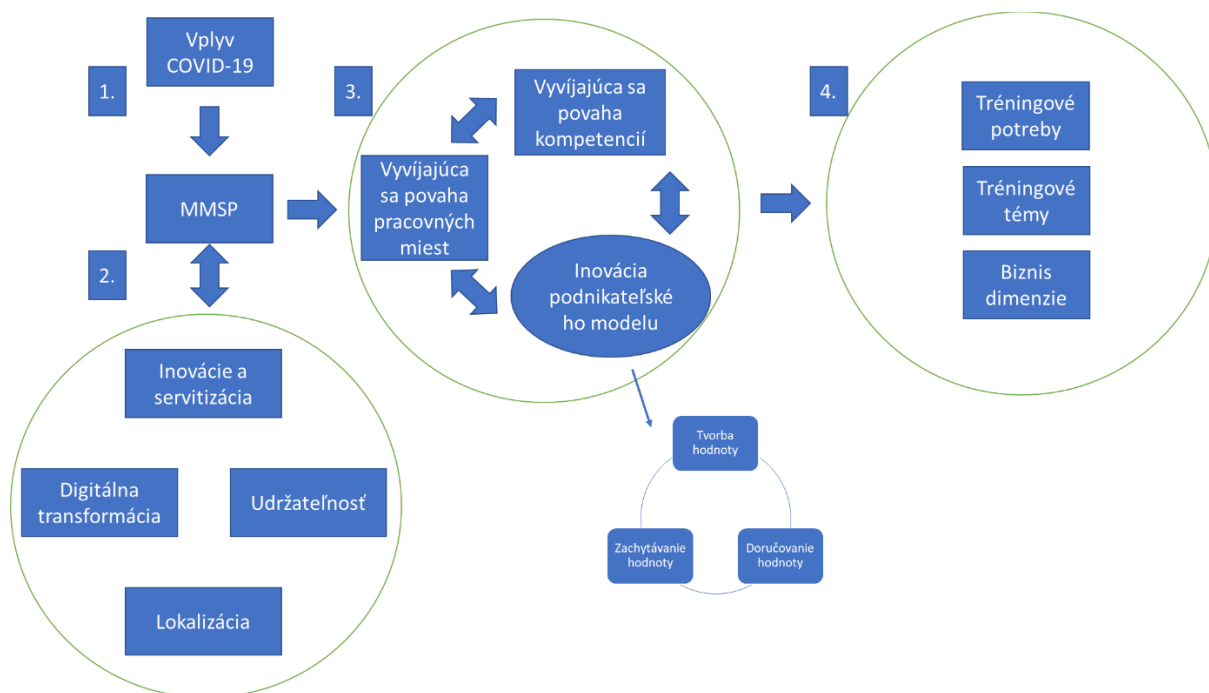 1.
Vplyv
COVID-19
MMSP
2.
Inovácie a
servitizácia
Digitálna
transformácia
Udržateľnosť
Lokalizácia
3.
Vyvíjajúca sa
povaha
kompetencií
Vyvíjajúca
sa povaha
pracovných
miest
Inovácia
podnikateľské
ho modelu
Tvorba
hodnoty
Zachytávanie
hodnoty
Doručovanie
hodnoty
4.
Tréningové
potreby
Tréningové
témy
Biznis
dimenzie